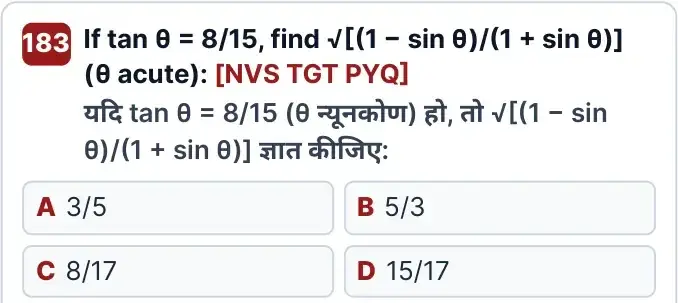 183 If tan θ = 8/15, find √[(1 − sin θ)/(1 + sin θ)]
(θ acute): [NVS TGT PYQ]
यदि tan θ = 8/15 (θ न्यूनकोण) हो, तो √[(1 − sin
θ)/(1 + sin θ)] ज्ञात कीजिए:
A 3/5
B 5/3
C 8/17
D 15/17